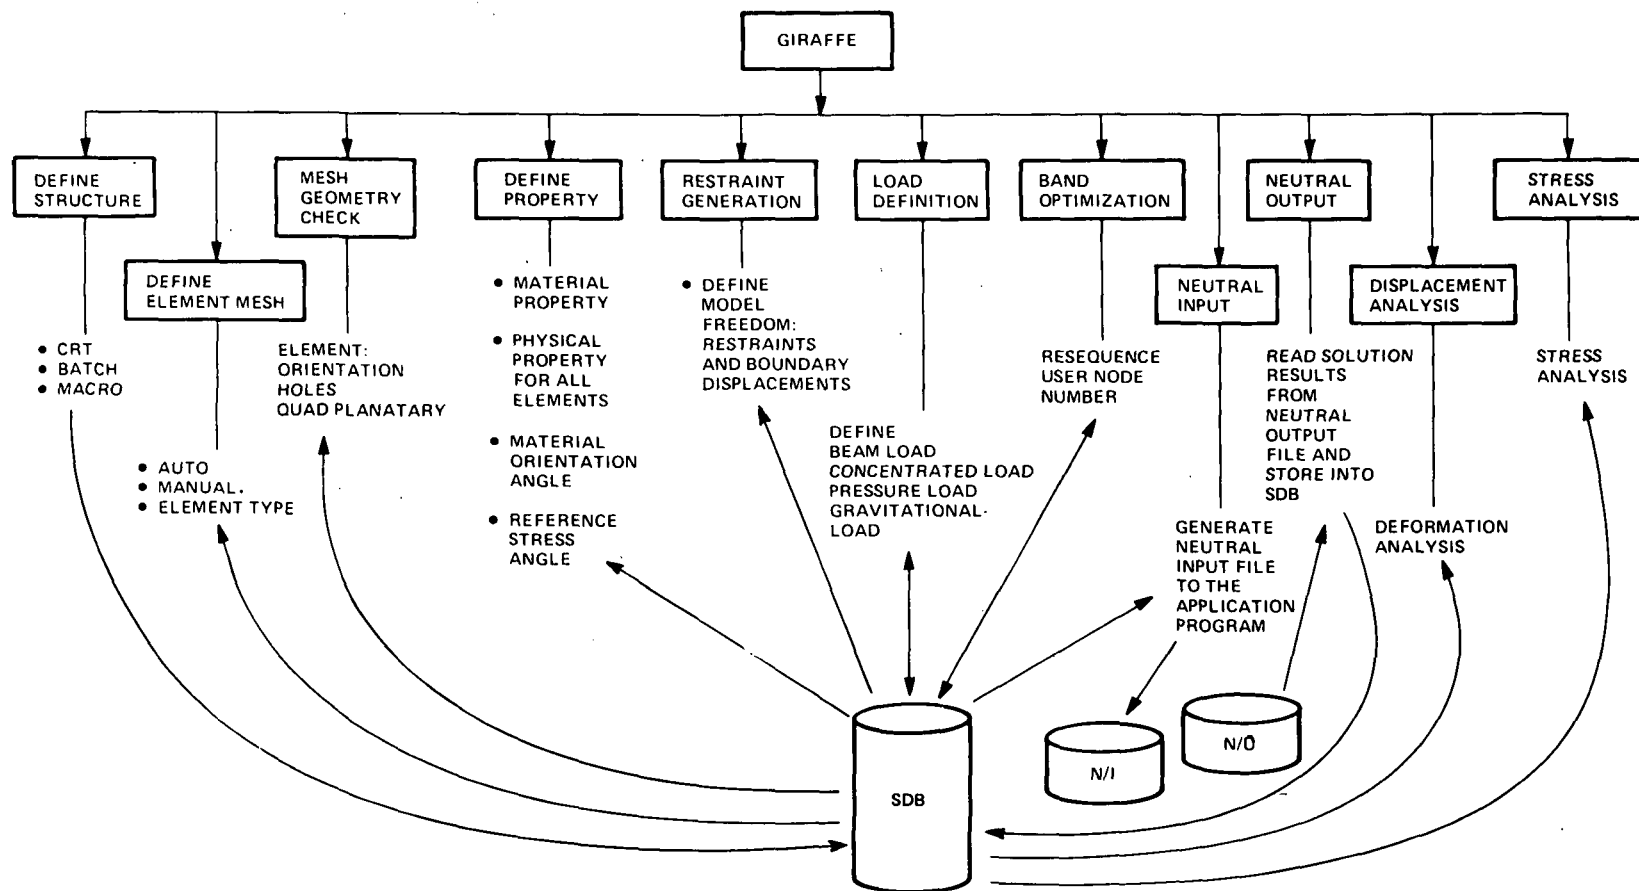 GIRAFFE
DEFINE
STRUCTURE
MESH
GEOMETRY
CHECK
DEFINE
PROPERTY
RESTRAINT
GENERATION
LOAD
DEFINITION
BAND
OPTIMIZATION
NEUTRAL
OUTPUT
STRESS
ANALYSIS
DEFINE
ELEMENT MESH
NEUTRAL
INPUT
DISPLACEMENT
ANALYSIS
• CRT
• BATCH
• MACRO
• AUTO
• MANUAL.
• ELEMENT TYPE
ELEMENT:
ORIENTATION
HOLES
QUAD PLANATARY
• MATERIAL
PROPERTY
• PHYSICAL
PROPERTY
FOR ALL
ELEMENTS
• MATERIAL
ORIENTATION
ANGLE
• REFERENCE
STRESS
ANGLE
• DEFINE
MODEL
FREEDOM:
RESTRAINTS
AND BOUNDARY
DISPLACEMENTS
DEFINE
BEAM LOAD
CONCENTRATED LOAD
PRESSURE LOAD
GRAVITATIONAL-
LOAD
RESEQUENCE
USER NODE
NUMBER
GENERATE
NEUTRAL
INPUT FILE
TO THE
APPLICATION
PROGRAM
READ SOLUTION
RESULTS
FROM
NEUTRAL
OUTPUT
FILE AND
STORE INTO
SDB
DEFORMATION
ANALYSIS
STRESS
ANALYSIS
SDB
N/I
N/O